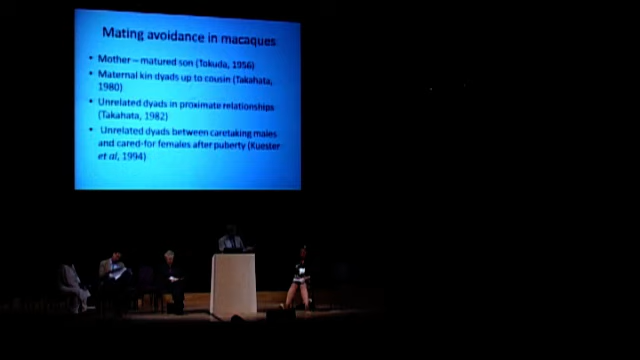 Mating avoidance in macaques
• Mother – matured son (Tokuda, 1956)
• Maternal kin dyads up to cousin (Takahata,
1980)
• Unrelated dyads in proximate relationships
(Takahata, 1982)
• Unrelated dyads between caretaking males
and cared-for females after puberty (Kuester
et al, 1994)